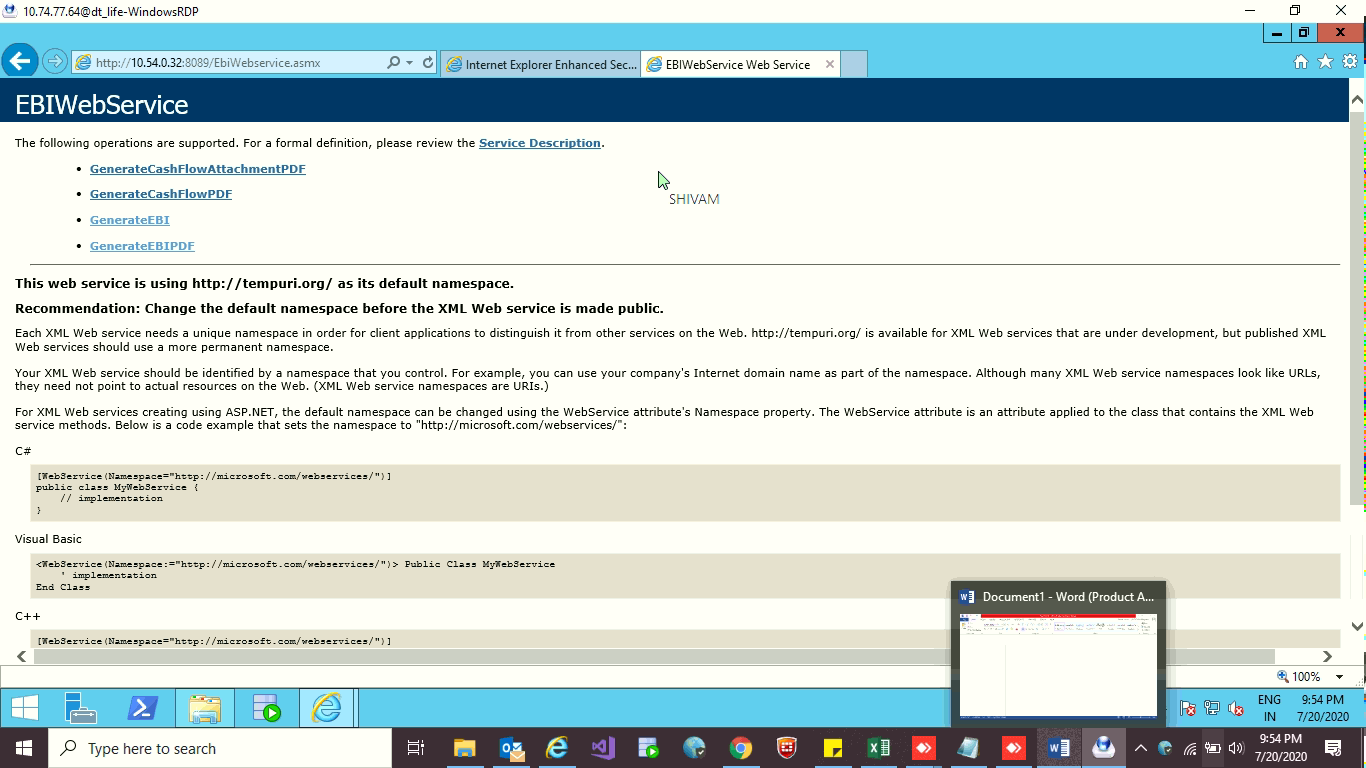 10.74.77.64@dt_life-WindowsRDP
http://10.54.0.32:8089/EbiWebservice.asmx
Internet Explorer Enhanced Sec...
EBIWebService Web Service
EBIWebService
The following operations are supported. For a formal definition, please review the Service Description.
• GenerateCashFlowAttachmentPDF
• GenerateCashFlowPDF
SHIVAM
• GenerateEBI
• GenerateEBIPDF
This web service is using http://tempuri.org/ as its default namespace.
Recommendation: Change the default namespace before the XML Web service is made public.
Each XML Web service needs a unique namespace in order for client applications to distinguish it from other services on the Web. http://tempuri.org/ is available for XML Web services that are under development, but published XML
Web services should use a more permanent namespace.
Your XML Web service should be identified by a namespace that you control. For example, you can use your company's Internet domain name as part of the namespace. Although many XML Web service namespaces look like URLs,
they need not point to actual resources on the Web. (XML Web service namespaces are URIs.)
For XML Web services creating using ASP.NET, the default namespace can be changed using the WebService attribute's Namespace property. The WebService attribute is an attribute applied to the class that contains the XML Web
service methods. Below is a code example that sets the namespace to "http://microsoft.com/webservices/":
C#
[WebService(Namespace="http://microsoft.com/webservices/")]
public class MyWebService {
// implementation
}
Visual Basic
<WebService(Namespace:="http://microsoft.com/webservices/")> Public Class MyWebService
' implementation
End Class
C++
[WebService(Namespace="http://microsoft.com/webservices/")]
Document1 - Word (Product A...
100%
ENG
IN
9:54 PM
7/20/2020
Type here to search
9:54 PM
7/20/2020